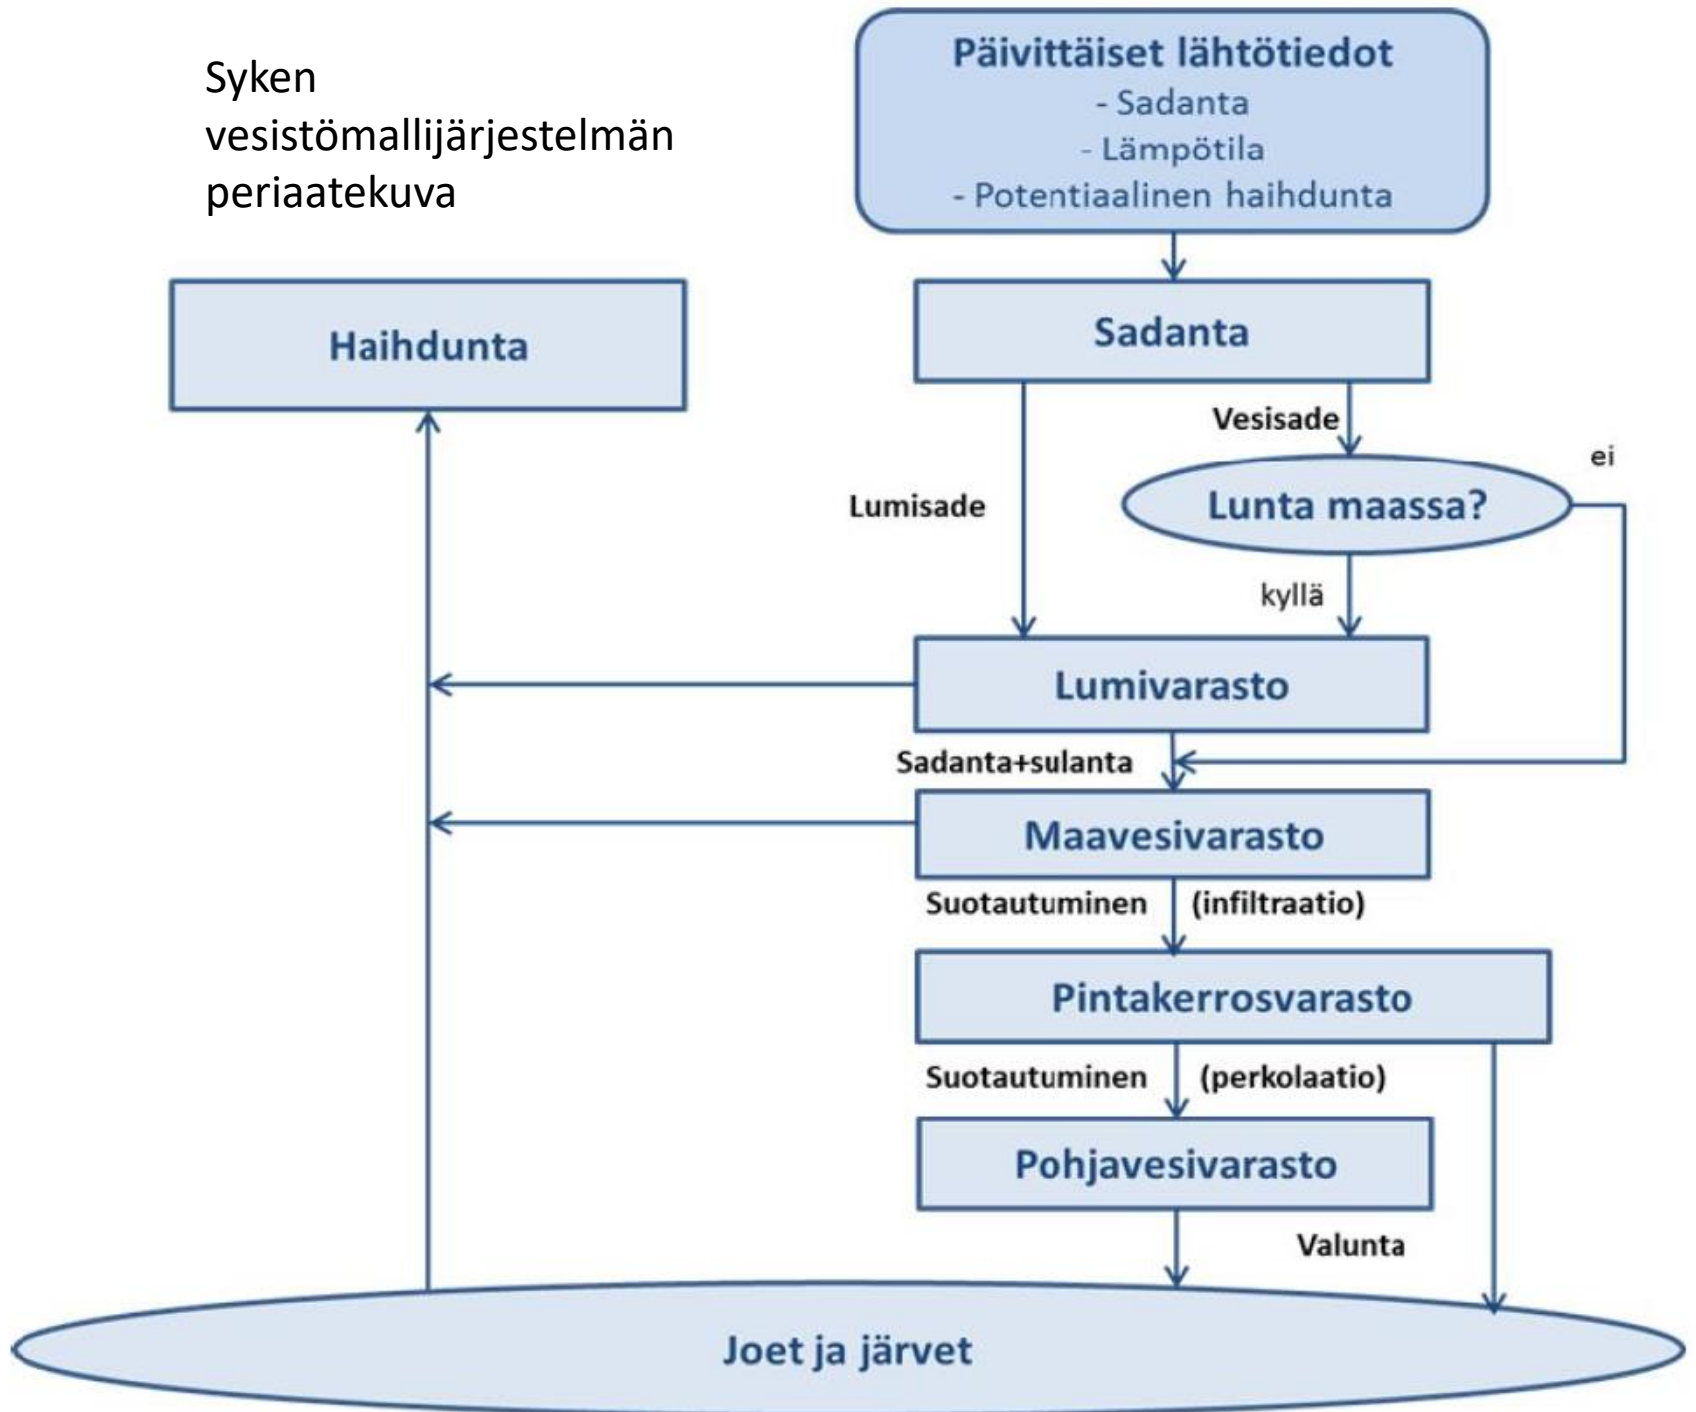 Syken
vesistömallijärjestelmän
periaatekuva
Päivittäiset lähtötiedot
- Sadanta
- Lämpötila
- Potentiaalinen haihdunta
Haihdunta
Sadanta
Vesisade
ei
Lumisade
Lunta maassa?
kyllä
Lumivarasto
Sadanta+sulanta
Maavesivarasto
Suotautuminen (infiltraatio)
Pintakerrosvarasto
Suotautuminen (perkolaatio)
Pohjavesivarasto
Valunta
Joet ja järvet